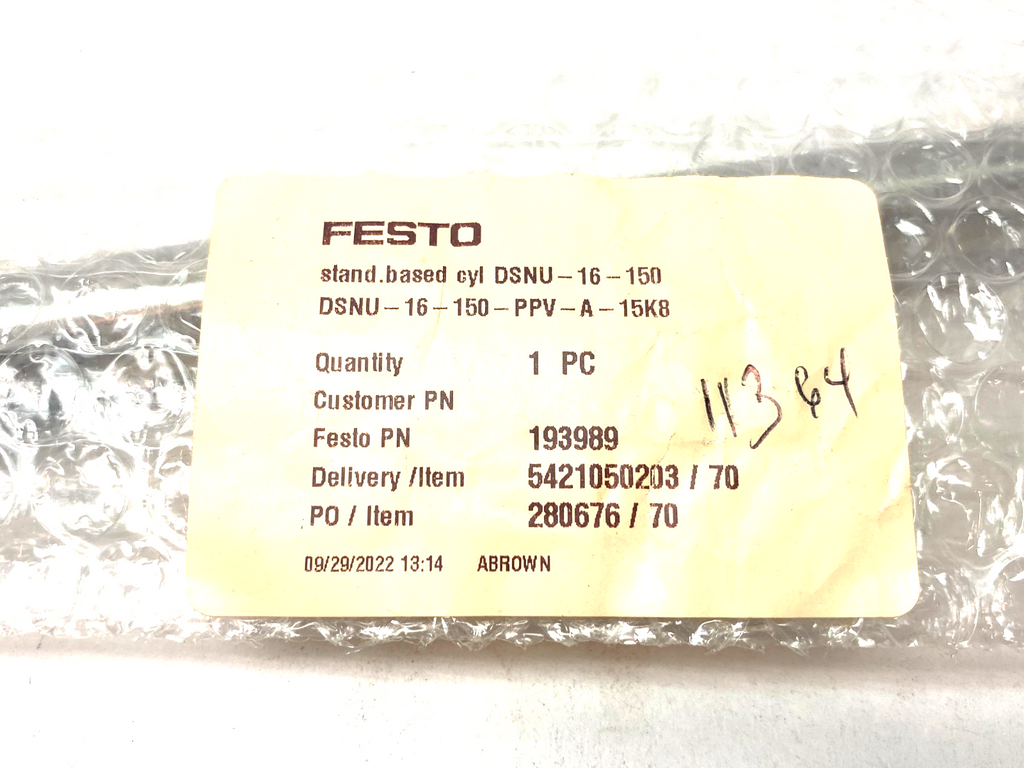 FESTO
stand.based cyl DSNU-16-150
DSNU-16-150-PPV-A-15K8
Quantity 1 PC
Customer PN
Festo PN 193989
Delivery /Item 5421050203 / 70
PO / Item 280676 / 70
09/29/2022 13:14 ABROWN
11364